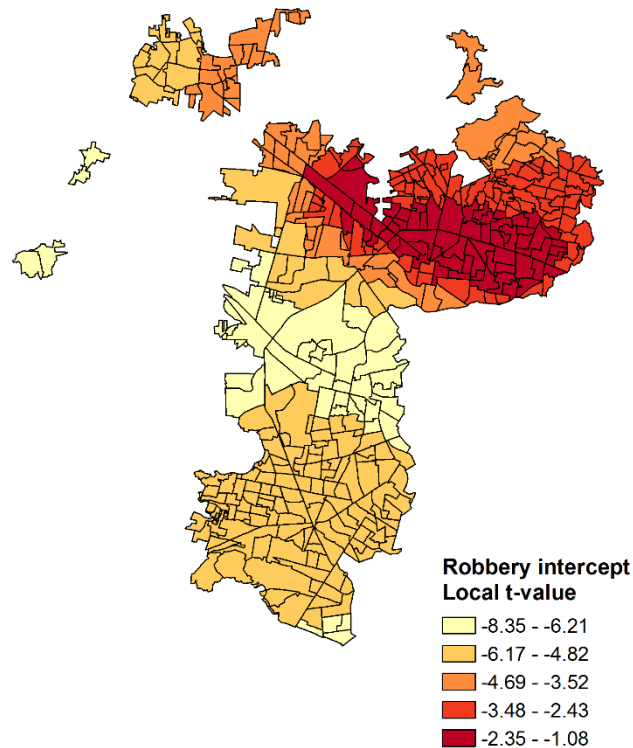 Robbery intercept
Local t-value
-8.35 - -6.21
-6.17 - -4.82
-4.69 - -3.52
-3.48 - -2.43
-2.35 - -1.08